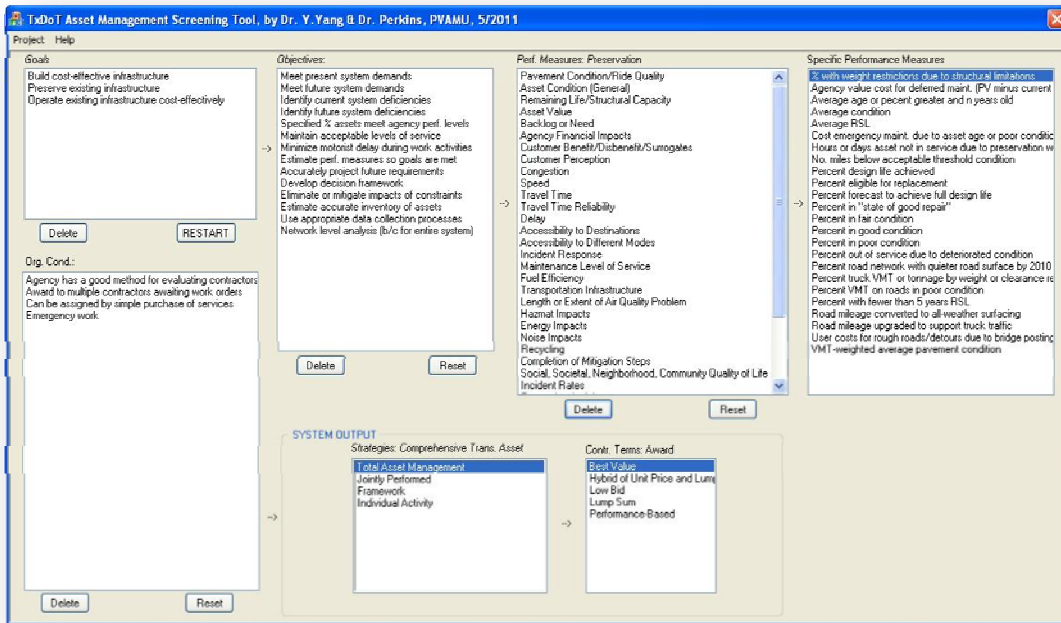 TxDoT Asset Management Screening Tool, by Dr. Y.Yang & Dr. Perkins, PVAMU, 5/2011
Project Help
Goals
Build cost-effective infrastructure
Preserve existing infrastructure
Operate existing infrastructure cost-effectively
Delete
RESTART
Org. Cond.:
Agency has a good method for evaluating contractors
Award to multiple contractors awaiting work orders
Can be assigned by simple purchase of services
Emergency work
Delete
Reset
Objectives:
Meet present system demands
Meet future system demands
Identify current system deficiencies
Identify future system deficiencies
Specified % assets meet agency perf. levels
Maintain acceptable levels of service
Minimize motorist delay during work activities
Estimate perf. measures so goals are met
Accurately project future requirements
Develop decision framework
Eliminate or mitigate impacts of constraints
Estimate accurate inventory of assets
Use appropriate data collection processes
Network level analysis (b/c for entire system)
Delete
Reset
Perf. Measures: Preservation
Pavement Condition/Ride Quality
Asset Condition (General)
Remaining Life/Structural Capacity
Asset Value
Backlog or Need
Agency Financial Impacts
Customer Benefit/Disbenefit/Surrogates
Customer Perception
Congestion
Speed
Travel Time
Travel Time Reliability
Delay
Accessibility to Destinations
Accessibility to Different Modes
Incident Response
Maintenance Level of Service
Fuel Efficiency
Transportation Infrastructure
Length or Extent of Air Quality Problem
Hazmat Impacts
Energy Impacts
Noise Impacts
Recycling
Completion of Mitigation Steps
Social, Societal, Neighborhood, Community Quality of Life
Incident Rates
Delete
Reset
Specific Performance Measures
% with weight restrictions due to structural limitations
Agency value cost for deferred maint. (PV minus current
Average age or pecent greater and n years old
Average condition
Average RSL
Cost emergency maint. due to asset age or poor conditic
Hours or days asset not in service due to preservation w
No. miles below acceptable threshold condition
Percent design life achieved
Percent eligible for replacement
Percent forecast to achieve full design life
Percent in "state of good repair"
Percent in fair condition
Percent in good condition
Percent in poor condition
Percent out of service due to deteriorated condition
Percent road network with quieter road surface by 2010
Percent truck VMT or tonnage by weight or clearance re
Percent VMT on roads in poor condition
Percent with fewer than 5 years RSL
Road mileage converted to all-weather surfacing
Road mileage upgraded to support truck traffic
User costs for rough roads/detours due to bridge posting
VMT-weighted average pavement condition
SYSTEM OUTPUT
Strategies: Comprehensive Trans. Asset
Total Asset Management
Jointly Performed
Framework
Individual Activity
Contr. Terms: Award
Best Value
Hybrid of Unit Price and Lump
Low Bid
Lump Sum
Performance-Based